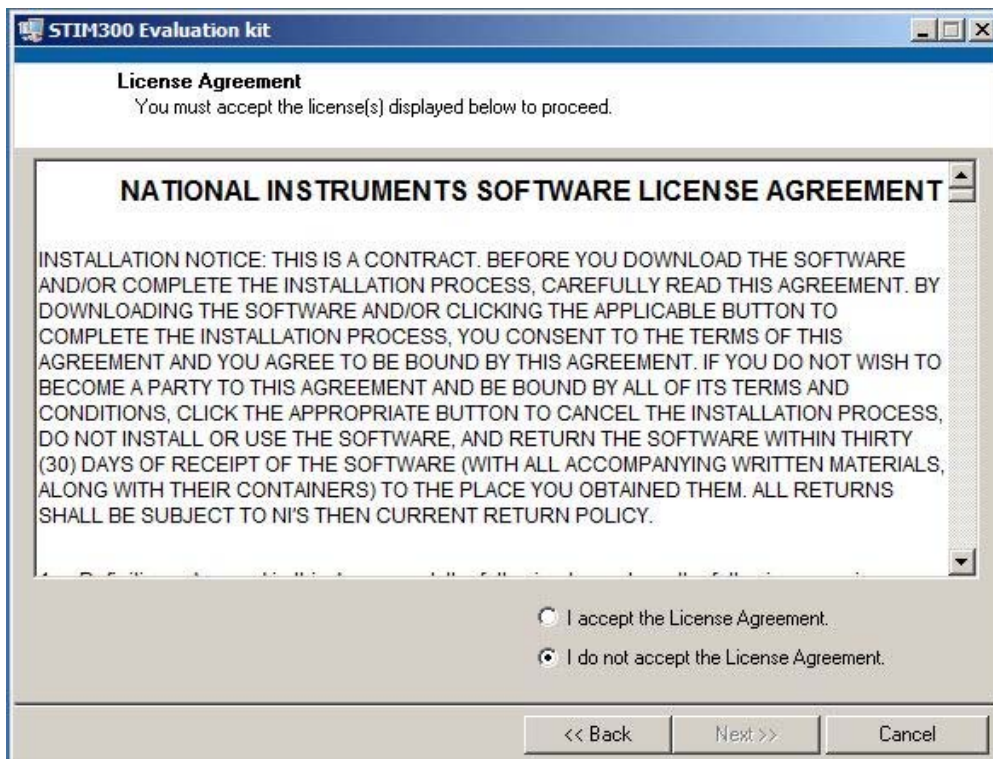 STIM300 Evaluation kit
License Agreement
You must accept the license(s) displayed below to proceed.
NATIONAL INSTRUMENTS SOFTWARE LICENSE AGREEMENT
INSTALLATION NOTICE: THIS IS A CONTRACT. BEFORE YOU DOWNLOAD THE SOFTWARE
AND/OR COMPLETE THE INSTALLATION PROCESS, CAREFULLY READ THIS AGREEMENT. BY
DOWNLOADING THE SOFTWARE AND/OR CLICKING THE APPLICABLE BUTTON TO
COMPLETE THE INSTALLATION PROCESS, YOU CONSENT TO THE TERMS OF THIS
AGREEMENT AND YOU AGREE TO BE BOUND BY THIS AGREEMENT. IF YOU DO NOT WISH TO
BECOME A PARTY TO THIS AGREEMENT AND BE BOUND BY ALL OF ITS TERMS AND
CONDITIONS, CLICK THE APPROPRIATE BUTTON TO CANCEL THE INSTALLATION PROCESS,
DO NOT INSTALL OR USE THE SOFTWARE, AND RETURN THE SOFTWARE WITHIN THIRTY
(30) DAYS OF RECEIPT OF THE SOFTWARE (WITH ALL ACCOMPANYING WRITTEN MATERIALS,
ALONG WITH THEIR CONTAINERS) TO THE PLACE YOU OBTAINED THEM. ALL RETURNS
SHALL BE SUBJECT TO NI'S THEN CURRENT RETURN POLICY.
I accept the License Agreement.
I do not accept the License Agreement.
<< Back
Next >>
Cancel